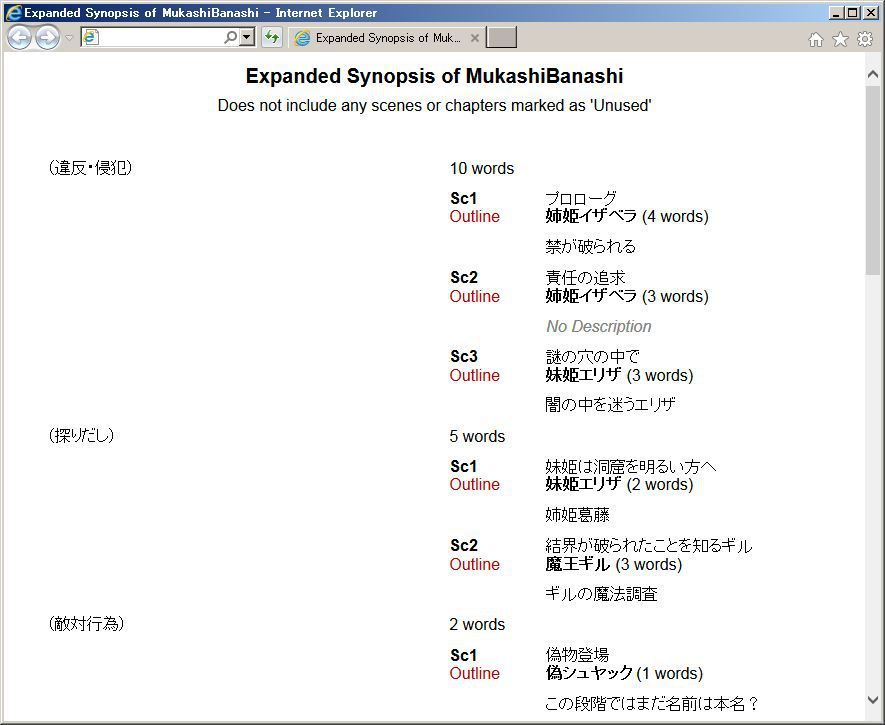 Expanded Synopsis of MukashiBanashi - Internet Explorer
Expanded Synopsis of Muk...
Expanded Synopsis of MukashiBanashi
Does not include any scenes or chapters marked as 'Unused'
(違反・侵犯) 10 words
Sc1 プロローグ
Outline 姉姫イザベラ (4 words)
禁が破られる
Sc2 責任の追求
Outline 姉姫イザベラ (3 words)
No Description
Sc3 謎の穴の中で
Outline 妹姫エリザ (3 words)
闇の中を迷うエリザ
(探りだし) 5 words
Sc1 妹姫は洞窟を明るい方へ
Outline 妹姫エリザ (2 words)
姉姫葛藤
Sc2 結界が破られたことを知るギル
Outline 魔王ギル (3 words)
ギルの魔法調査
(敵対行為) 2 words
Sc1 偽物登場
Outline 偽シュヤック (1 words)
この段階ではまだ名前は本名？